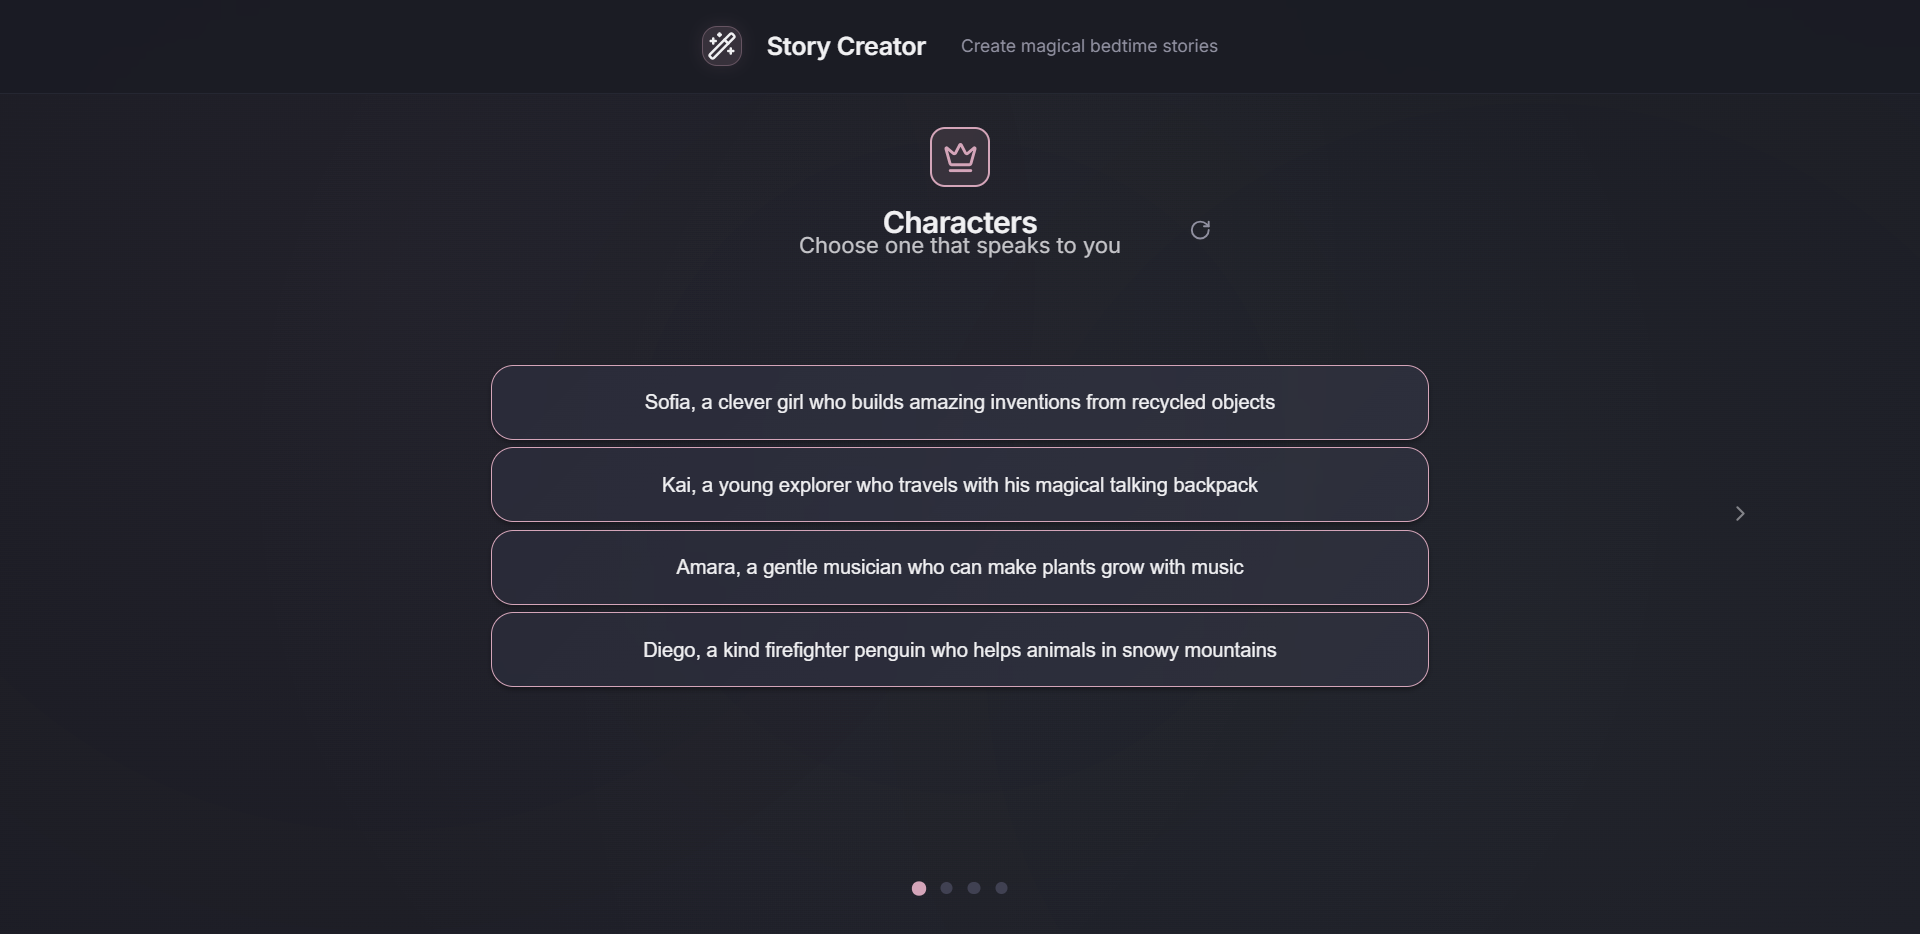 Story Creator
Create magical bedtime stories
Characters
Choose one that speaks to you
Sofia, a clever girl who builds amazing inventions from recycled objects
Kai, a young explorer who travels with his magical talking backpack
Amara, a gentle musician who can make plants grow with music
Diego, a kind firefighter penguin who helps animals in snowy mountains